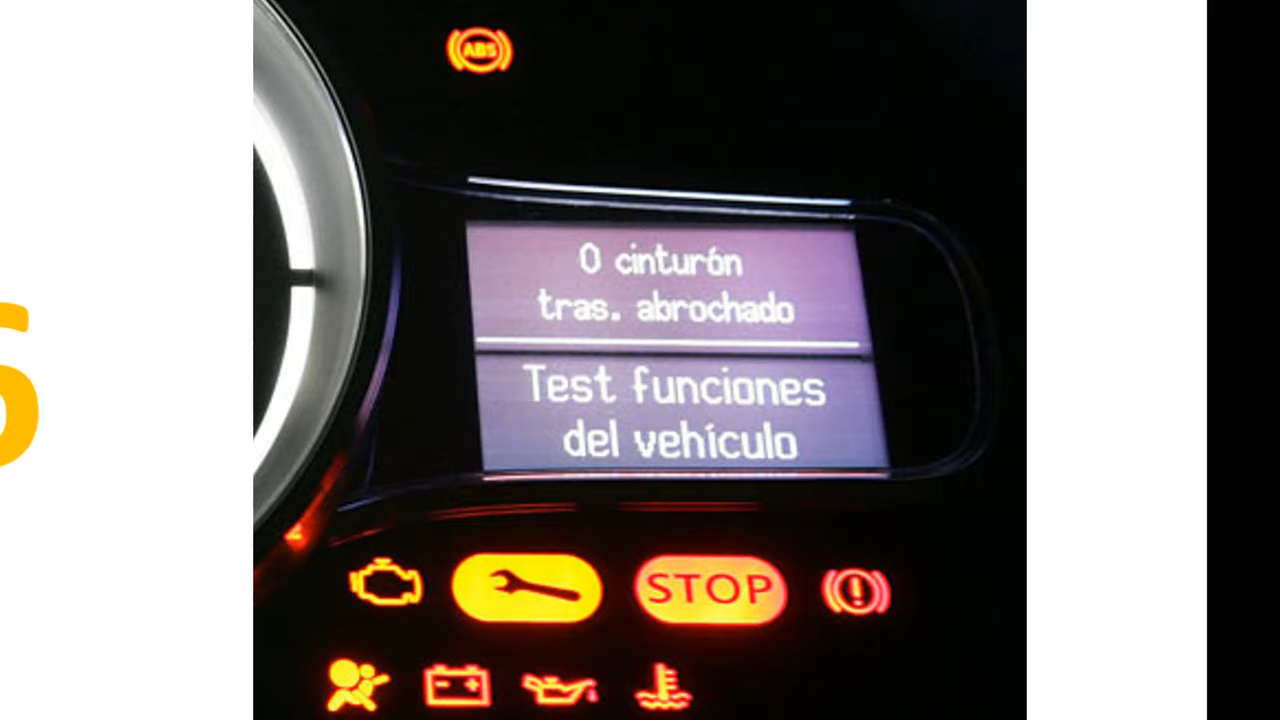 ABS
0 cinturón
tras. abrochado
Test funciones
del vehículo
STOP